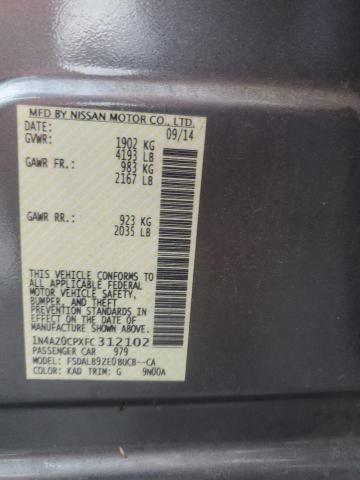 MFD BY NISSAN MOTOR CO., LTD.
DATE: 09/14
GVWR: 1902 KG
4193 LB
GAWR FR: 983 KG
2167 LB
GAWR RR: 923 KG
2035 LB
THIS VEHICLE CONFORMS TO
ALL APPLICABLE FEDERAL
MOTOR VEHICLE SAFETY,
BUMPER, AND THEFT
PREVENTION STANDARDS
IN EFFECT ON THE DATE OF
MANUFACTURE SHOWN ABOVE.
1N4AZ0CPXFC312102
PASSENGER CAR 979
MODEL: FSDALB9ZE0BUCB--CA
COLOR: KAD TRIM: G 9N00A